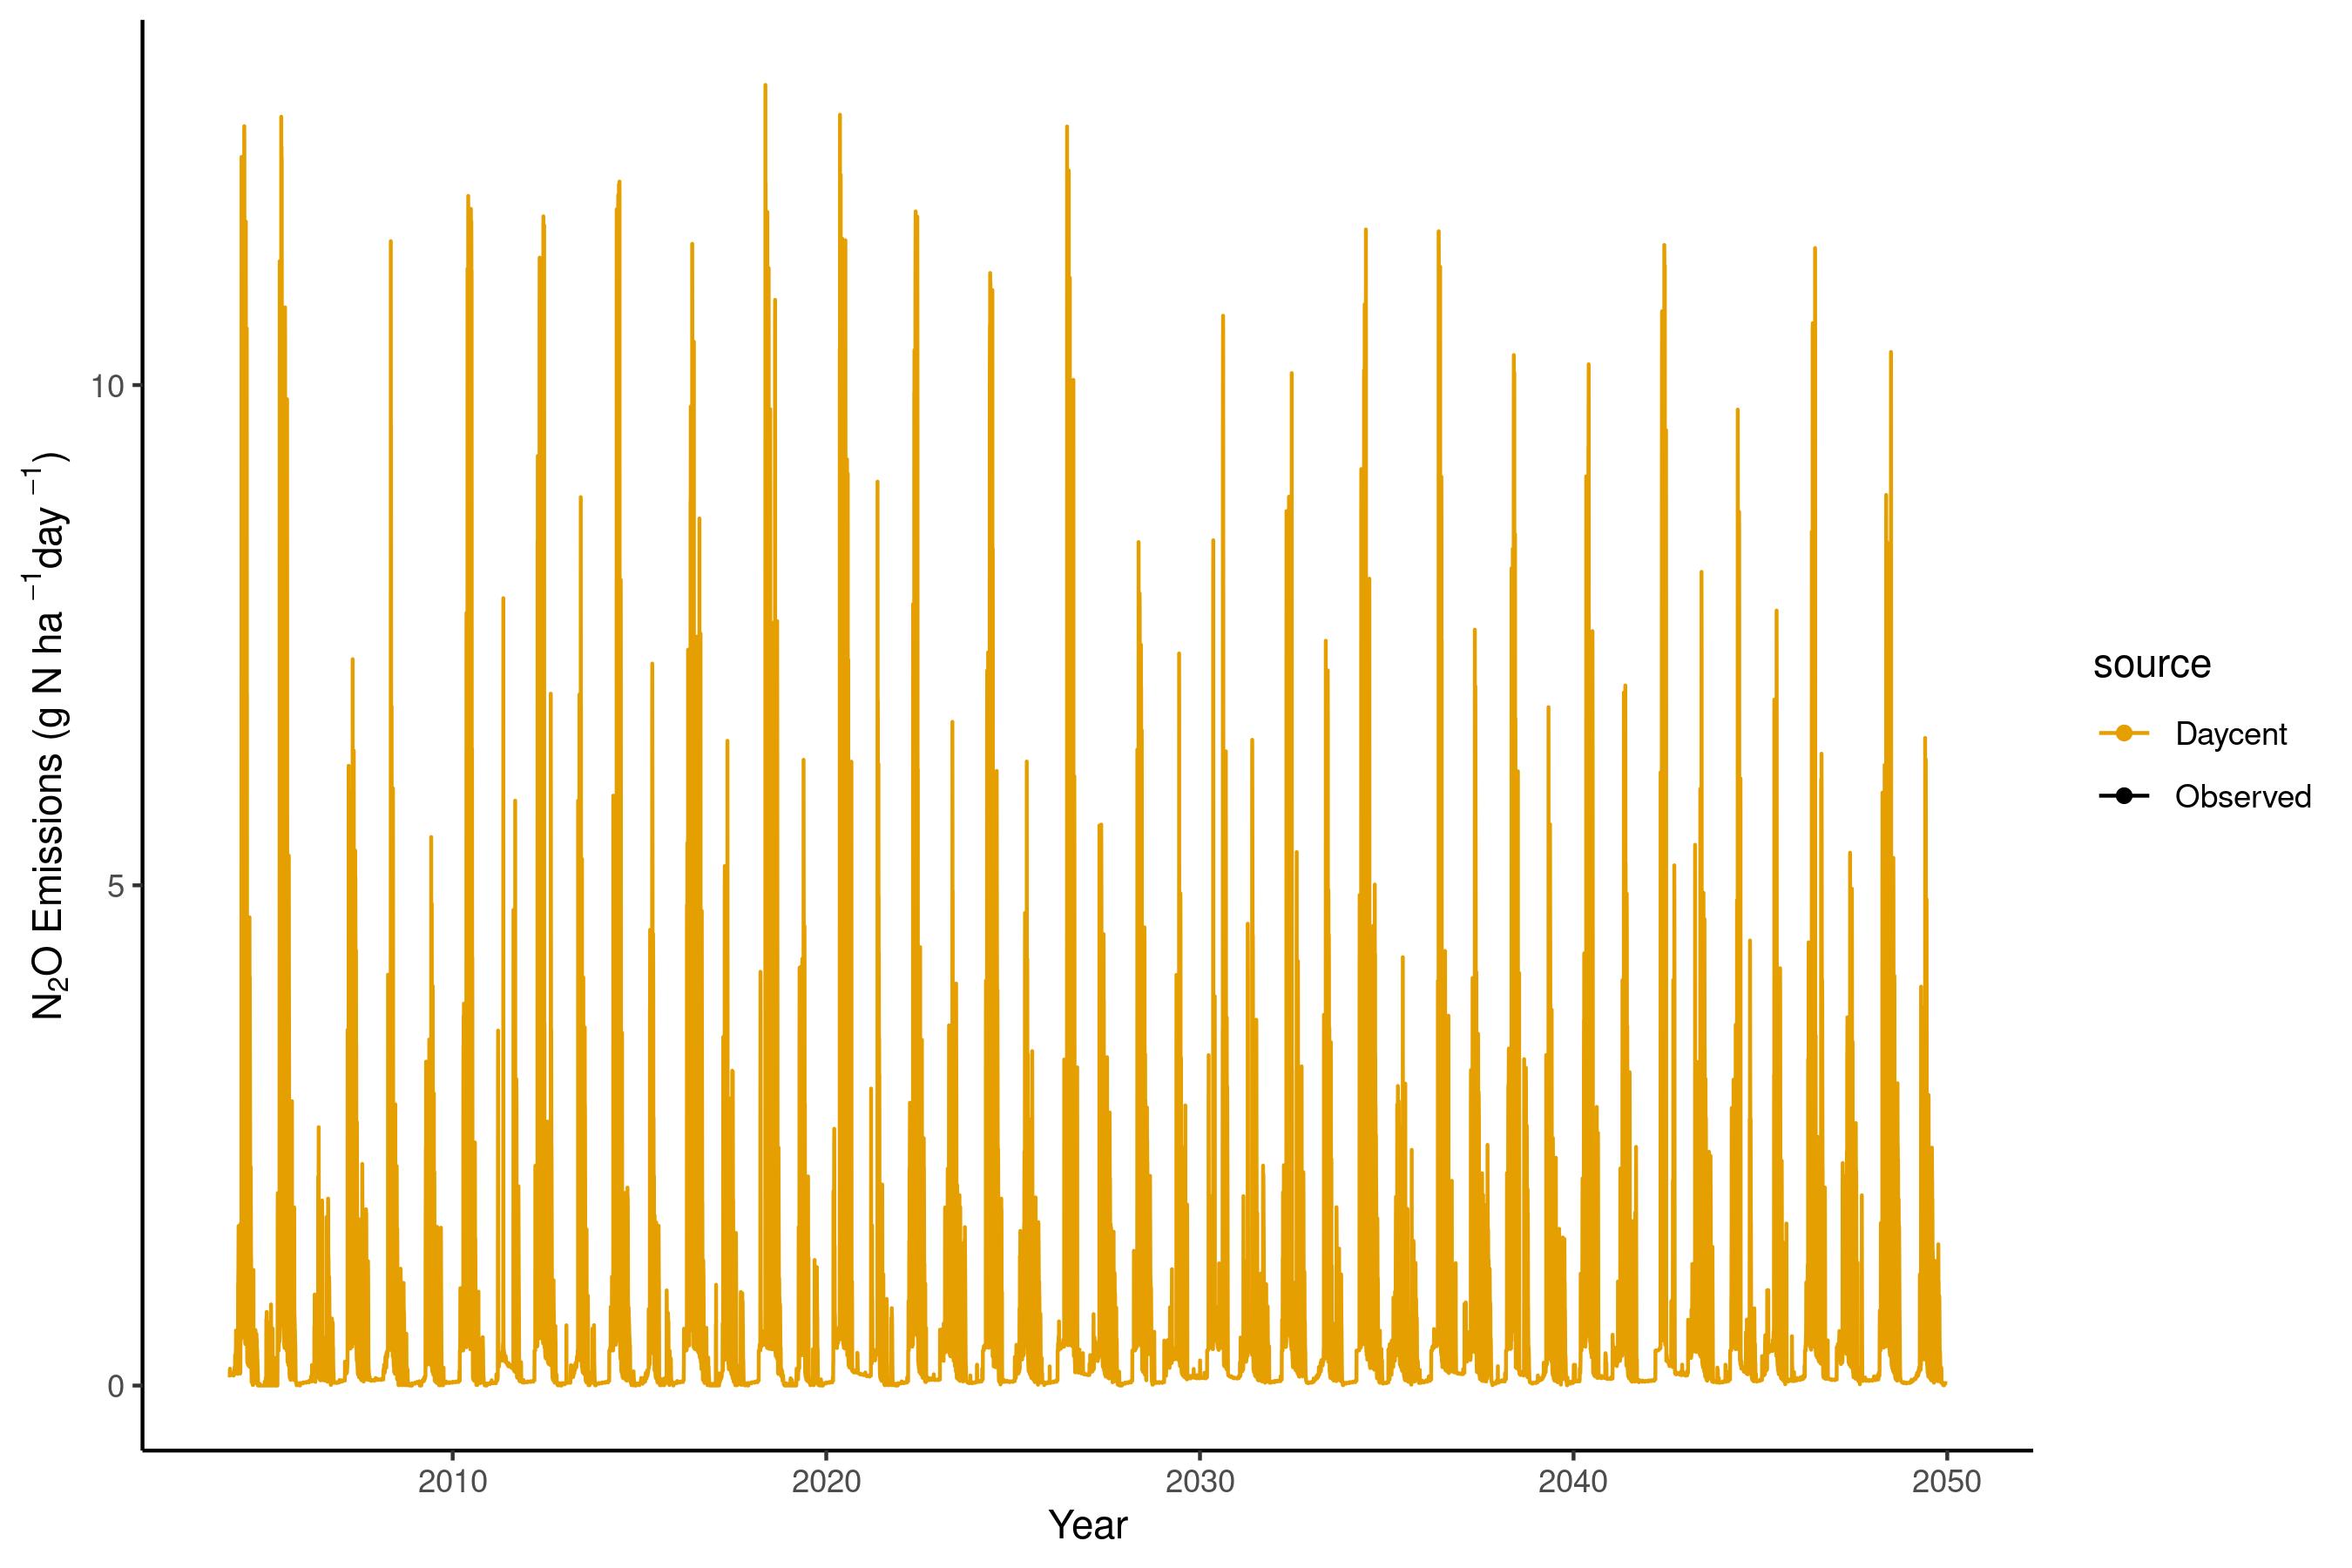 N₂O Emissions (g N ha ⁻¹day ⁻¹)
10
5
0
2010 2020 2030 2040 2050
Year
source
Daycent
Observed